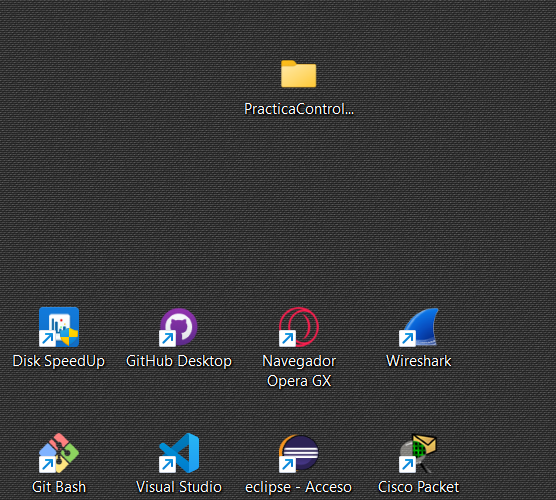 PracticaControl...
Disk SpeedUp
GitHub Desktop
Navegador
Opera GX
Wireshark
Git Bash
Visual Studio
eclipse - Acceso
Cisco Packet